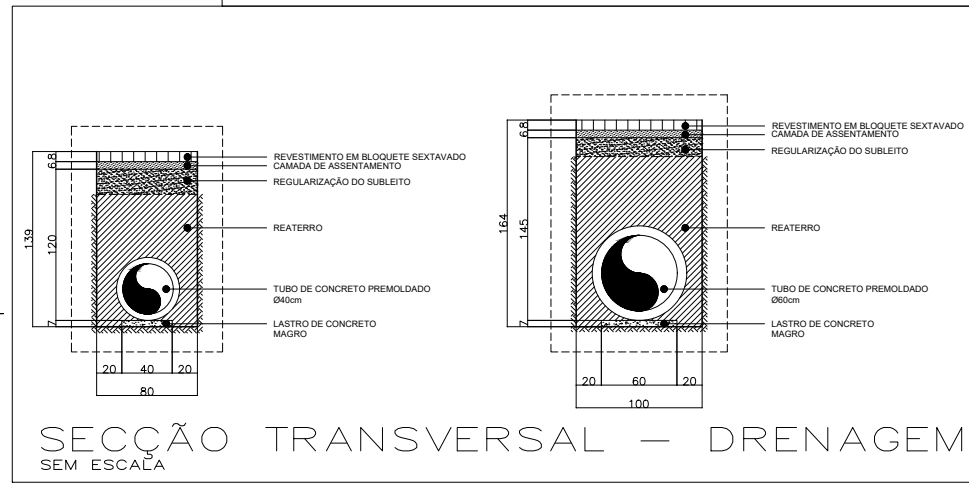 REVESTIMENTO EM BLOQUETE SEXTAVADO
CAMADA DE ASSENTAMENTO
REGULARIZAÇÃO DO SUBLEITO
REATERRO
TUBO DE CONCRETO PREMOLDADO
Ø40cm
LASTRO DE CONCRETO
MAGRO
139
6
8
120
7
20
40
20
80
REVESTIMENTO EM BLOQUETE SEXTAVADO
CAMADA DE ASSENTAMENTO
REGULARIZAÇÃO DO SUBLEITO
REATERRO
TUBO DE CONCRETO PREMOLDADO
Ø60cm
LASTRO DE CONCRETO
MAGRO
164
6
8
145
7
20
60
20
100
SECÇÃO TRANSVERSAL — DRENAGEM
SEM ESCALA